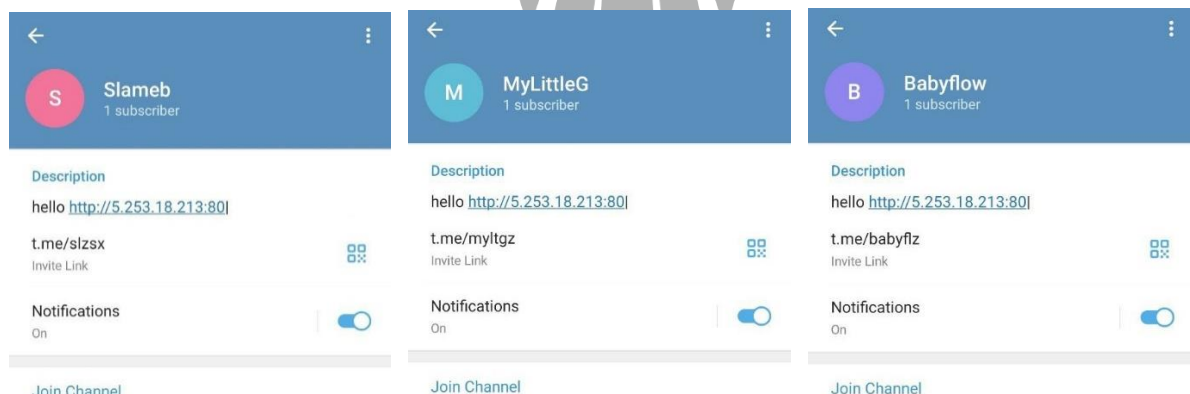 S
Slameb
1 subscriber
Description
hello http://5.253.18.213:80|
t.me/slzsx
Invite Link
Notifications
On
Join Channel
M
MyLittleG
1 subscriber
Description
hello http://5.253.18.213:80|
t.me/myltgz
Invite Link
Notifications
On
Join Channel
B
Babyflow
1 subscriber
Description
hello http://5.253.18.213:80|
t.me/babyflz
Invite Link
Notifications
On
Join Channel